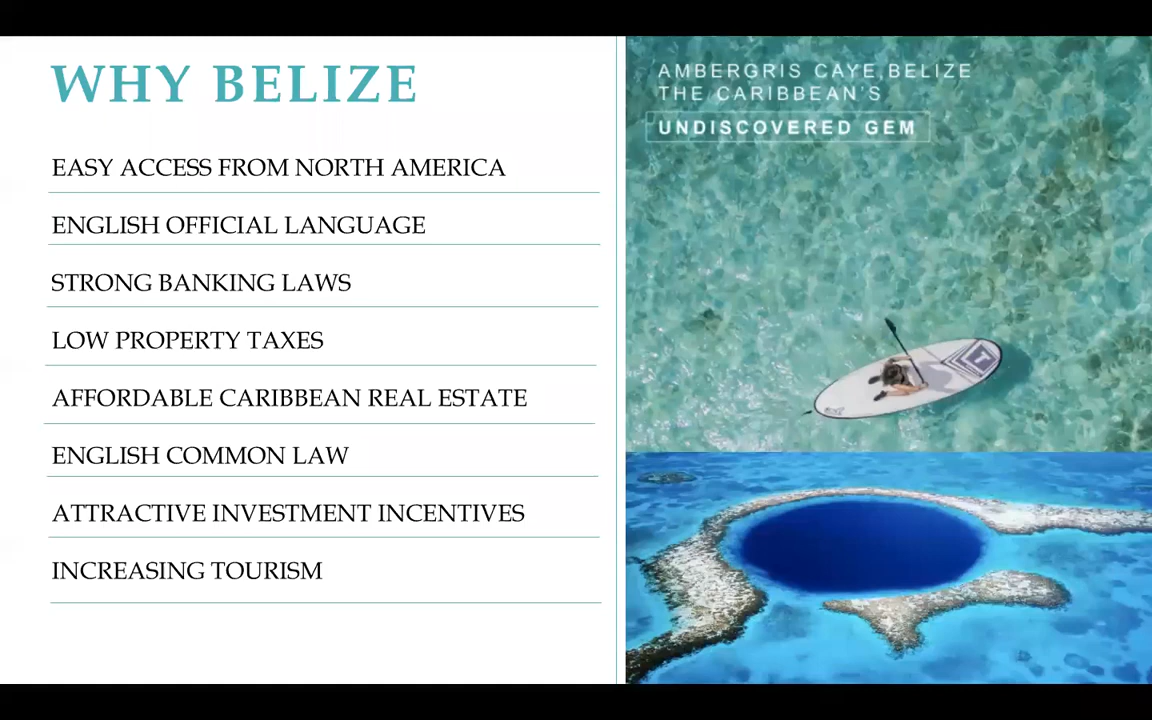 WHY BELIZE
EASY ACCESS FROM NORTH AMERICA
ENGLISH OFFICIAL LANGUAGE
STRONG BANKING LAWS
LOW PROPERTY TAXES
AFFORDABLE CARIBBEAN REAL ESTATE
ENGLISH COMMON LAW
ATTRACTIVE INVESTMENT INCENTIVES
INCREASING TOURISM
AMBERGRIS CAYE, BELIZE
THE CARIBBEAN'S
UNDISCOVERED GEM
T